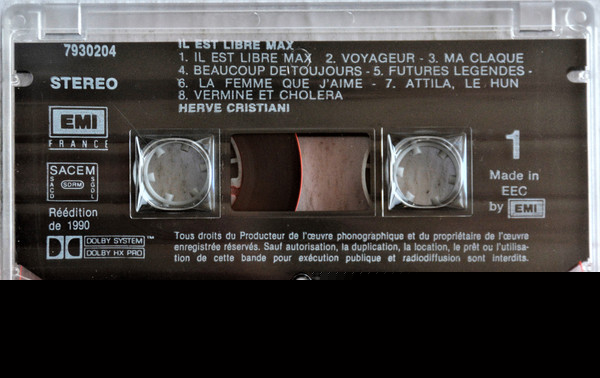 7930204
IL EST LIBRE MAX
1. IL EST LIBRE MAX 2. VOYAGEUR - 3. MA CLAQUE
4. BEAUCOUP DE TOUJOURS - 5. FUTURES LEGENDES -
6. LA FEMME QUE J'AIME - 7. ATTILA, LE HUN
8. VERMINE ET CHOLERA
HERVE CRISTIANI
STEREO
EMI
FRANCE
SACEM
SACD
SDRM
SGDL
Réédition
de 1990
DOLBY SYSTEM™
DOLBY HX PRO
1
Made in
EEC
by EMI
Tous droits du Producteur de l'œuvre phonographique et du propriétaire de l'œuvre
enregistrée réservés. Sauf autorisation, la duplication, la location, le prêt ou l'utilisa-
tion de cette bande pour exécution publique et radiodiffusion sont interdits.